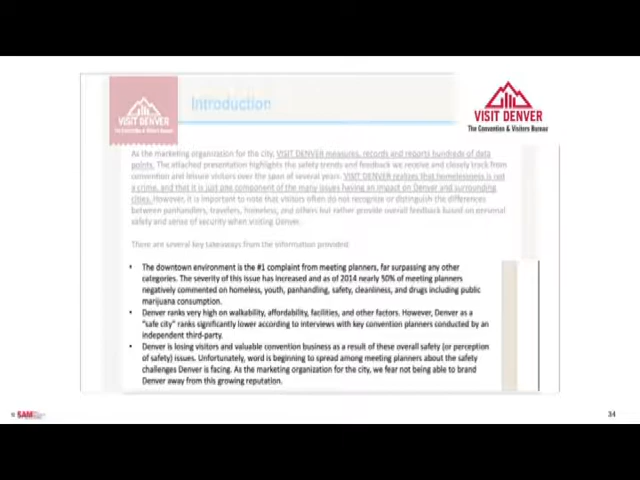 VISIT DENVER
The Convention & Visitors Bureau
Introduction
VISIT DENVER
The Convention & Visitors Bureau
As the marketing organization for the city, VISIT DENVER measures, records and reports hundreds of data
points. The attached presentation highlights the safety trends and feedback we receive and closely track from
convention and leisure visitors over the span of several years. VISIT DENVER realizes that homelessness is not
a crime, and that it is just one component of the many issues having an impact on Denver and surrounding
cities. However, it is important to note that visitors often do not recognize or distinguish the differences
between panhandlers, travelers, homeless, and others but rather provide overall feedback based on personal
safety and sense of security when visiting Denver.
There are several key takeaways from the information provided
• The downtown environment is the #1 complaint from meeting planners, far surpassing any other
categories. The severity of this issue has increased and as of 2014 nearly 50% of meeting planners
negatively commented on homeless, youth, panhandling, safety, cleanliness, and drugs including public
marijuana consumption.
• Denver ranks very high on walkability, affordability, facilities, and other factors. However, Denver as a
"safe city" ranks significantly lower according to interviews with key convention planners conducted by an
independent third-party.
• Denver is losing visitors and valuable convention business as a result of these overall safety (or perception
of safety) issues. Unfortunately, word is beginning to spread among meeting planners about the safety
challenges Denver is facing. As the marketing organization for the city, we fear not being able to brand
Denver away from this growing reputation.
SAM
34